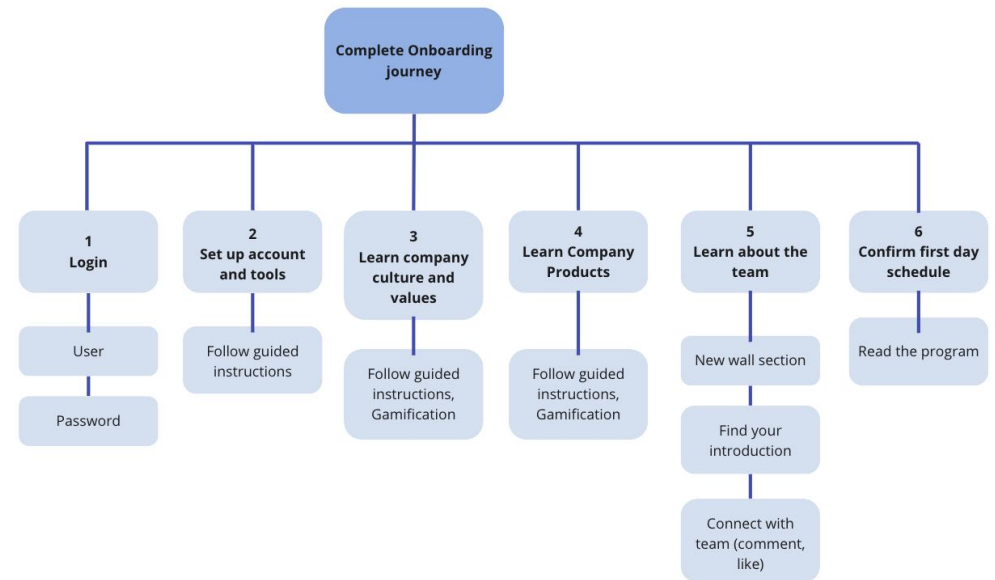 Complete Onboarding
journey
1
Login
User
Password
2
Set up account
and tools
Follow guided
instructions
3
Learn company
culture and
values
Follow guided
instructions,
Gamification
4
Learn Company
Products
Follow guided
instructions,
Gamification
5
Learn about the
team
New wall section
Find your
introduction
Connect with
team (comment,
like)
6
Confirm first day
schedule
Read the program